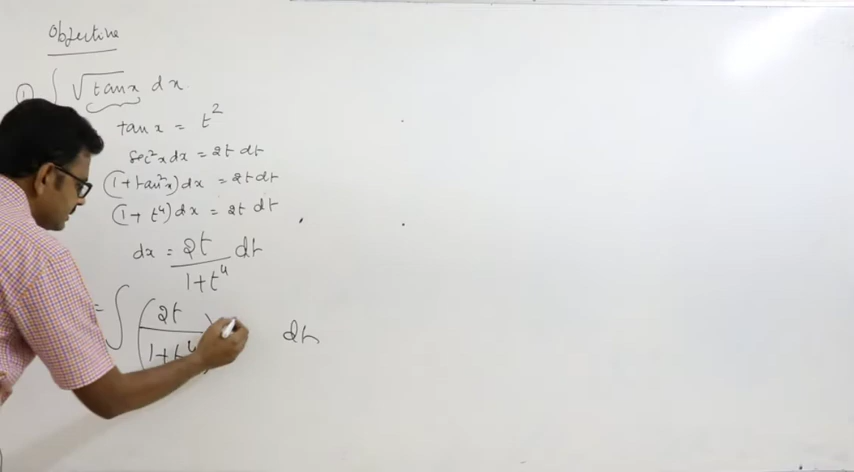 Objective
① ∫ √tanx dx
tan x = t²
sec²x dx = 2t dt
(1+tan²x)dx = 2t dt
(1+ t⁴) dx = 2t dt
dx = 2t/1+t⁴ dt
= ∫ (2t/1+t⁴) dt